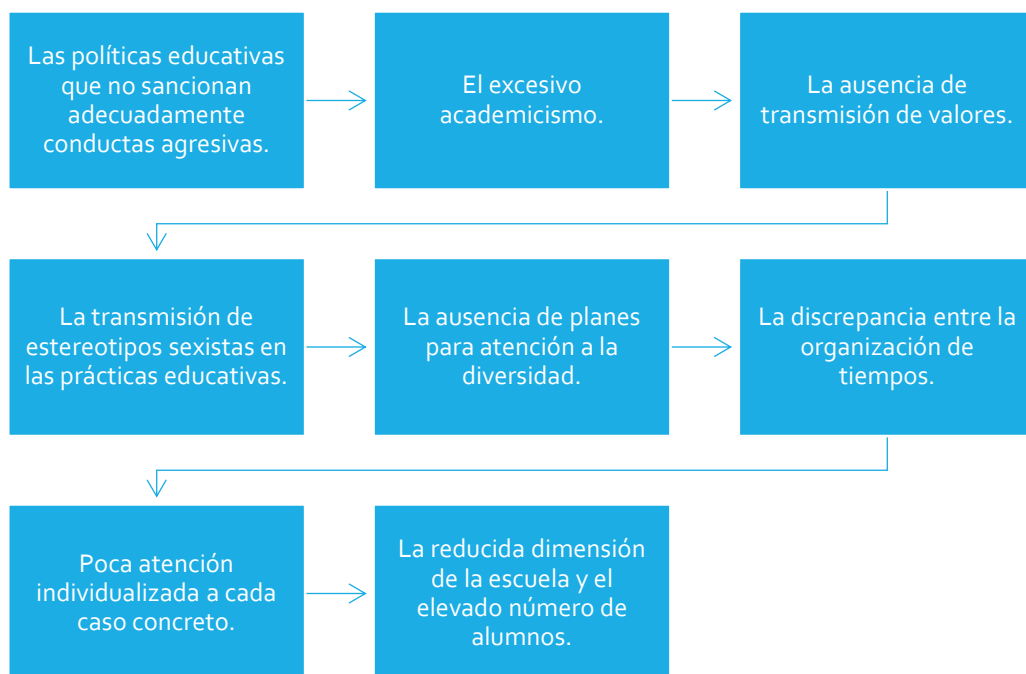 Las políticas educativas
que no sancionan
adecuadamente
conductas agresivas.
El excesivo
academicismo.
La ausencia de
transmisión de valores.
La transmisión de
estereotipos sexistas en
las prácticas educativas.
La ausencia de planes
para atención a la
diversidad.
La discrepancia entre la
organización de
tiempos.
Poca atención
individualizada a cada
caso concreto.
La reducida dimensión
de la escuela y el
elevado número de
alumnos.